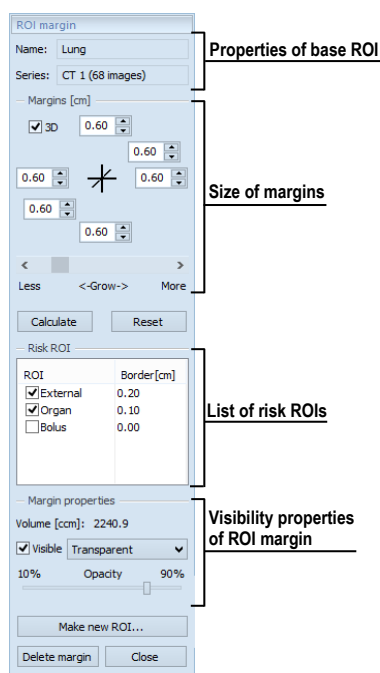 ROI margin
Name: Lung
Series: CT 1 (68 images)
Properties of base ROI
Margins [cm]
3D 0.60
0.60
0.60 0.60
0.60
0.60
Size of margins
< >
Less <-Grow-> More
Calculate Reset
Risk ROI
ROI Border[cm]
External 0.20
Organ 0.10
Bolus 0.00
List of risk ROIs
Margin properties
Volume [ccm]: 2240.9
Visible Transparent
10% Opacity 90%
Visibility properties
of ROI margin
Make new ROI...
Delete margin Close